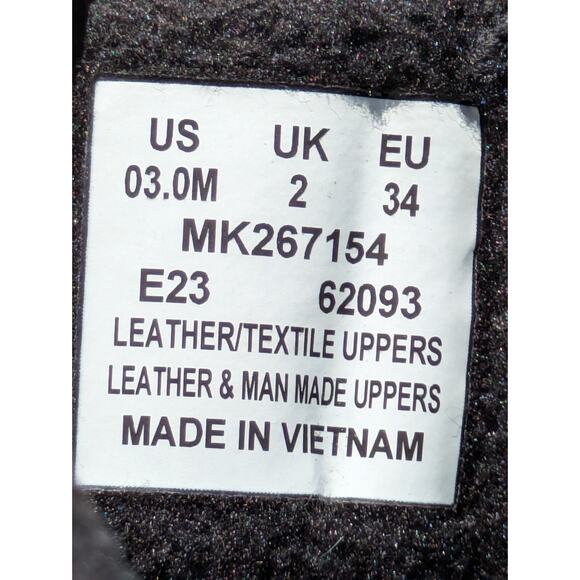 US UK EU
03.0M 2 34
MK267154
E23 62093
LEATHER/TEXTILE UPPERS
LEATHER & MAN MADE UPPERS
MADE IN VIETNAM